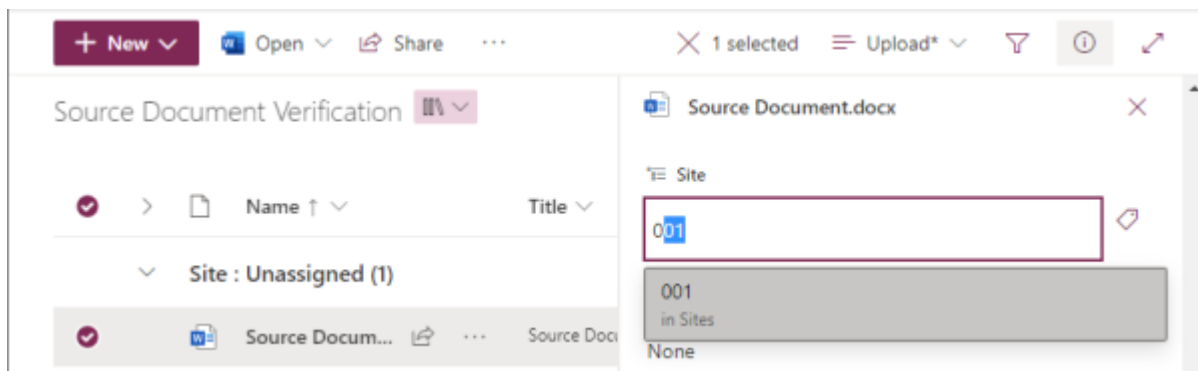 + New Open Share ... 1 selected Upload*
Source Document Verification
Name ↑ Title
Site : Unassigned (1)
Source Docum... ... Source Docu
Source Document.docx
Site
001
001
in Sites
None